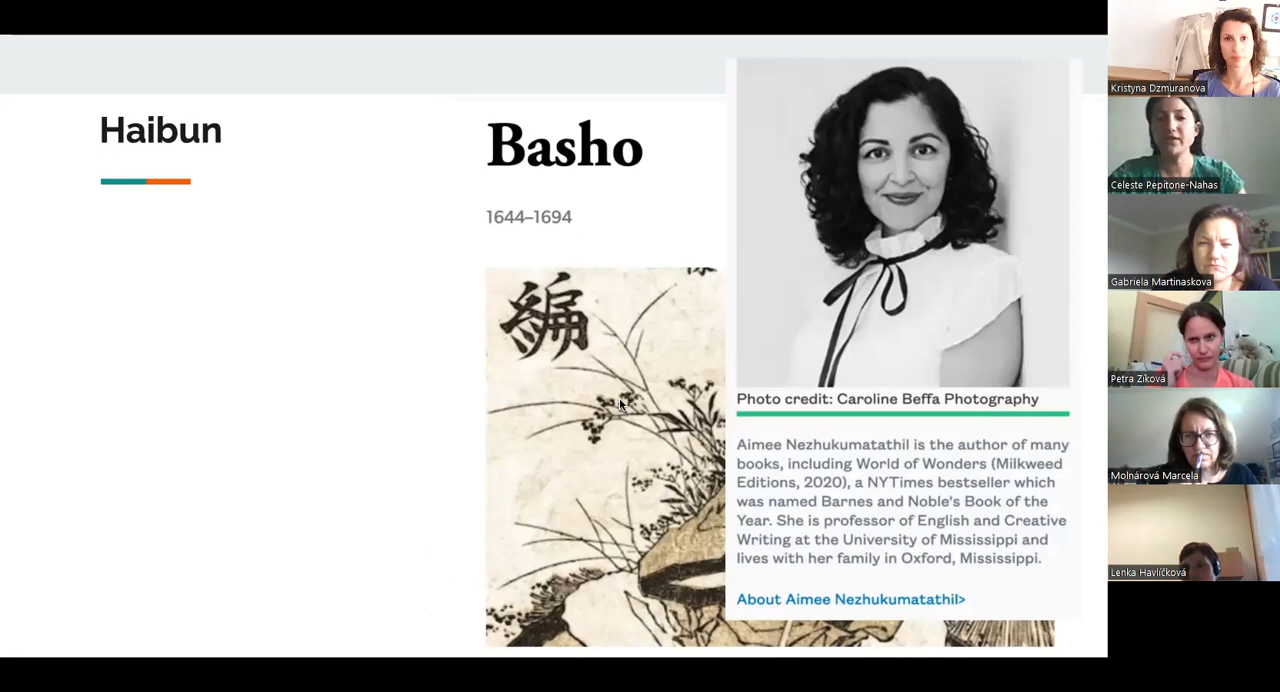 Haibun
Basho
1644–1694
編
Photo credit: Caroline Beffa Photography
Aimee Nezhukumatathil is the author of many
books, including World of Wonders (Milkweed
Editions, 2020), a NYTimes bestseller which
was named Barnes and Noble's Book of the
Year. She is professor of English and Creative
Writing at the University of Mississippi and
lives with her family in Oxford, Mississippi.
About Aimee Nezhukumatathil>
Kristyna Dzmuranova
Celeste Pepitone-Nahas
Gabriela Martinaskova
Petra Zíková
Molnárová Marcela
Lenka Havlíčková